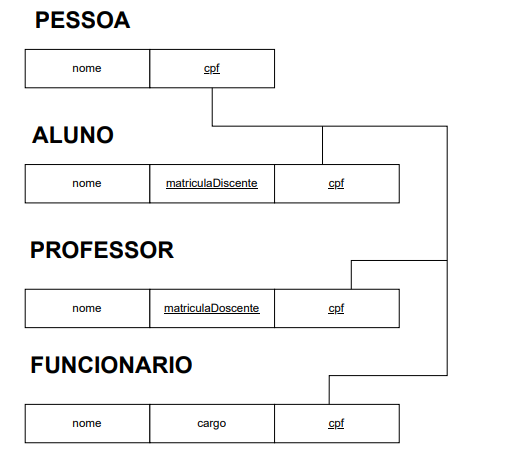 PESSOA
nome cpf
ALUNO
nome matriculaDiscente cpf
PROFESSOR
nome matriculaDoscente cpf
FUNCIONARIO
nome cargo cpf